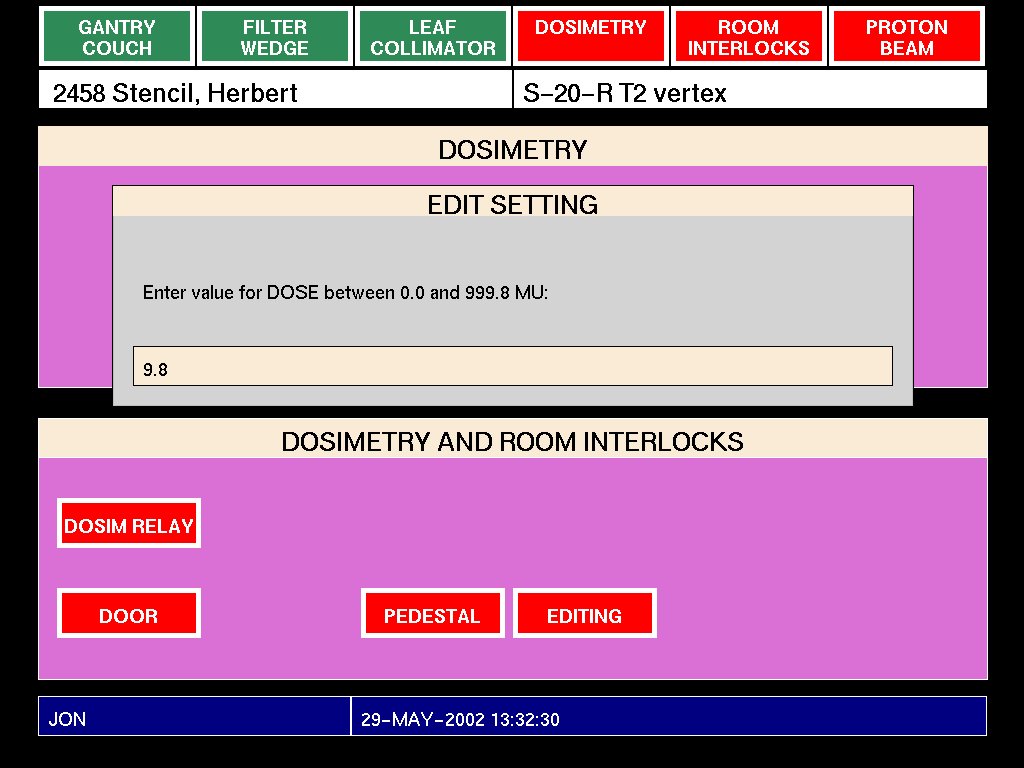 GANTRY
COUCH
FILTER
WEDGE
LEAF
COLLIMATOR
DOSIMETRY
ROOM
INTERLOCKS
PROTON
BEAM
2458 Stencil, Herbert
S-20-R T2 vertex
DOSIMETRY
EDIT SETTING
Enter value for DOSE between 0.0 and 999.8 MU:
9.8
DOSIMETRY AND ROOM INTERLOCKS
DOSIM RELAY
DOOR
PEDESTAL
EDITING
JON
29-MAY-2002 13:32:30